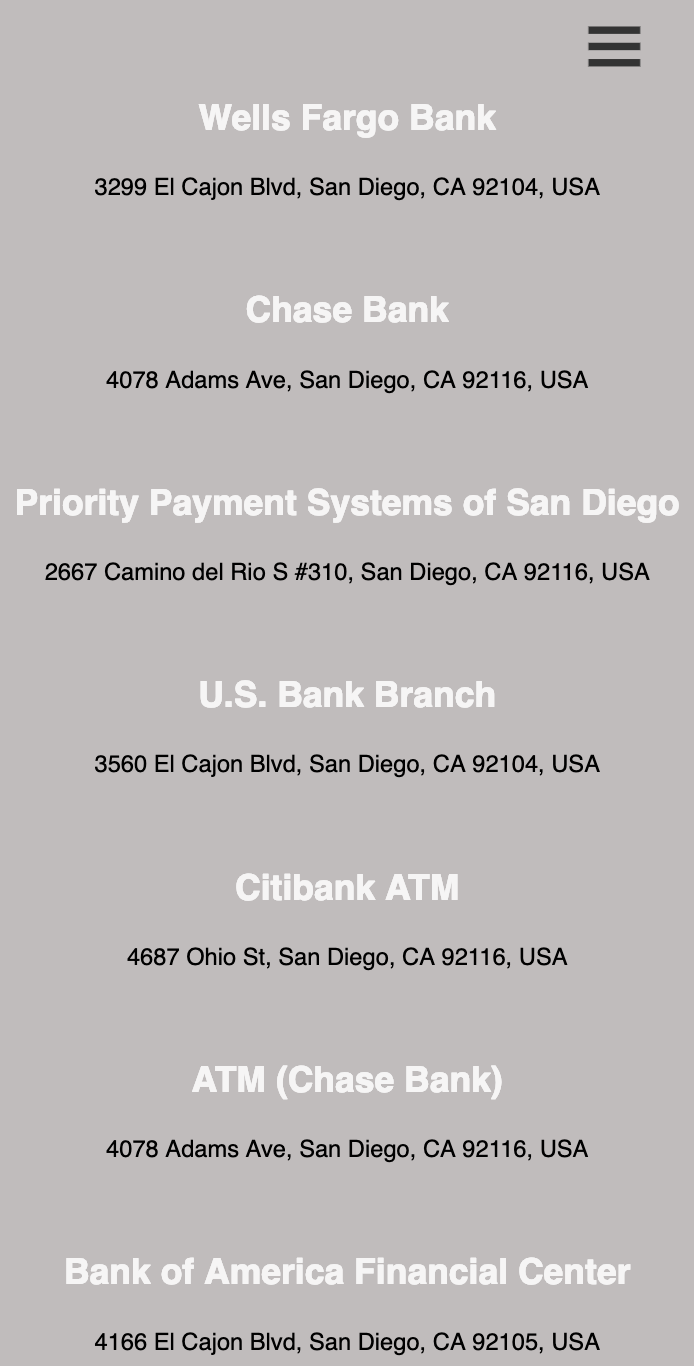 Wells Fargo Bank
3299 El Cajon Blvd, San Diego, CA 92104, USA
Chase Bank
4078 Adams Ave, San Diego, CA 92116, USA
Priority Payment Systems of San Diego
2667 Camino del Rio S #310, San Diego, CA 92116, USA
U.S. Bank Branch
3560 El Cajon Blvd, San Diego, CA 92104, USA
Citibank ATM
4687 Ohio St, San Diego, CA 92116, USA
ATM (Chase Bank)
4078 Adams Ave, San Diego, CA 92116, USA
Bank of America Financial Center
4166 El Cajon Blvd, San Diego, CA 92105, USA